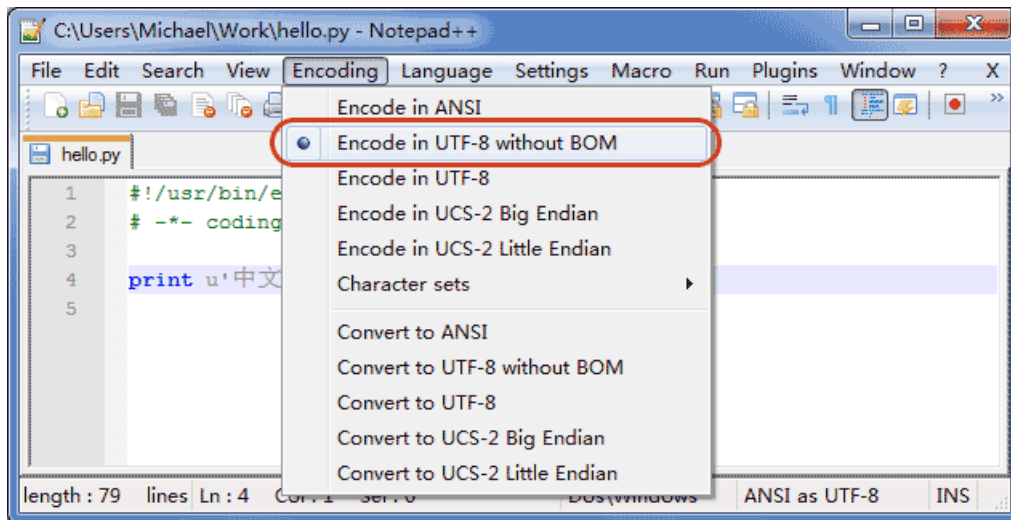 C:\Users\Michael\Work\hello.py - Notepad++
File Edit Search View Encoding Language Settings Macro Run Plugins Window ? X
hello.py
Encode in ANSI
Encode in UTF-8 without BOM
Encode in UTF-8
Encode in UCS-2 Big Endian
Encode in UCS-2 Little Endian
Character sets
Convert to ANSI
Convert to UTF-8 without BOM
Convert to UTF-8
Convert to UCS-2 Big Endian
Convert to UCS-2 Little Endian
1 #!/usr/bin/e
2 # -*- coding
3
4 print u'中文
5
length : 79 lines Ln : 4 ANSI as UTF-8 INS